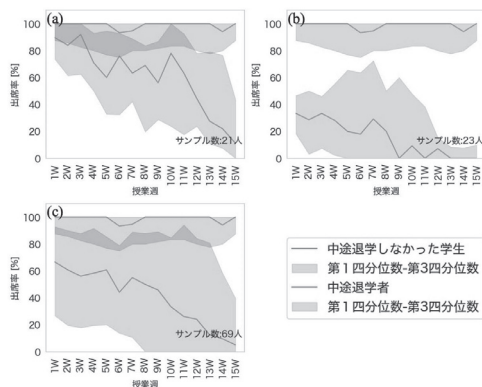 (a)
100
80
60
40
20
0
出席率 [%]
サンプル数:21人
1W 2W 3W 4W 5W 6W 7W 8W 9W 10W 11W 12W 13W 14W 15W
授業週
(b)
100
80
60
40
20
0
出席率 [%]
サンプル数:23人
1W 2W 3W 4W 5W 6W 7W 8W 9W 10W 11W 12W 13W 14W 15W
授業週
(c)
100
80
60
40
20
0
出席率 [%]
サンプル数:69人
1W 2W 3W 4W 5W 6W 7W 8W 9W 10W 11W 12W 13W 14W 15W
授業週
中途退学しなかった学生
第1四分位数-第3四分位数
中途退学者
第1四分位数-第3四分位数